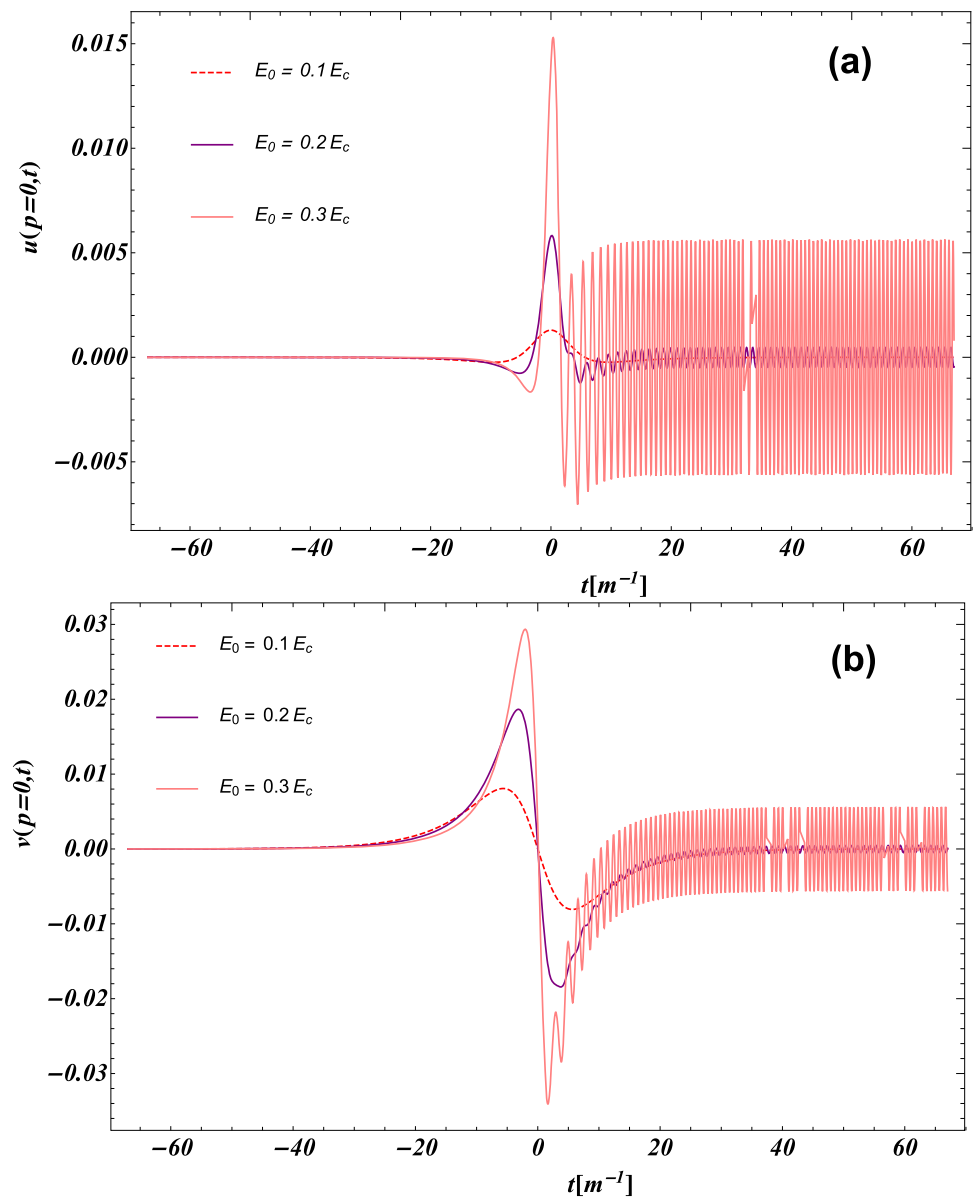 (a)
0.015
0.010
0.005
0.000
−0.005
u(p=0,t)
E0 = 0.1 Ec
E0 = 0.2 Ec
E0 = 0.3 Ec
−60 −40 −20 0 20 40 60
t[m⁻¹]
(b)
0.03
0.02
0.01
0.00
−0.01
−0.02
−0.03
v(p=0,t)
E0 = 0.1 Ec
E0 = 0.2 Ec
E0 = 0.3 Ec
−60 −40 −20 0 20 40 60
t[m⁻¹]